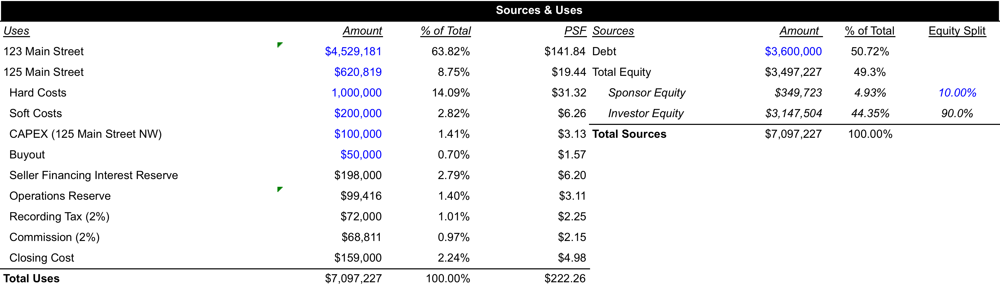 Sources & Uses
Uses Amount % of Total PSF Sources Amount % of Total Equity Split
123 Main Street $4,529,181 63.82% $141.84 Debt $3,600,000 50.72%
125 Main Street $620,819 8.75% $19.44 Total Equity $3,497,227 49.3%
Hard Costs 1,000,000 14.09% $31.32 Sponsor Equity $349,723 4.93% 10.00%
Soft Costs $200,000 2.82% $6.26 Investor Equity $3,147,504 44.35% 90.0%
CAPEX (125 Main Street NW) $100,000 1.41% $3.13 Total Sources $7,097,227 100.00%
Buyout $50,000 0.70% $1.57
Seller Financing Interest Reserve $198,000 2.79% $6.20
Operations Reserve $99,416 1.40% $3.11
Recording Tax (2%) $72,000 1.01% $2.25
Commission (2%) $68,811 0.97% $2.15
Closing Cost $159,000 2.24% $4.98
Total Uses $7,097,227 100.00% $222.26